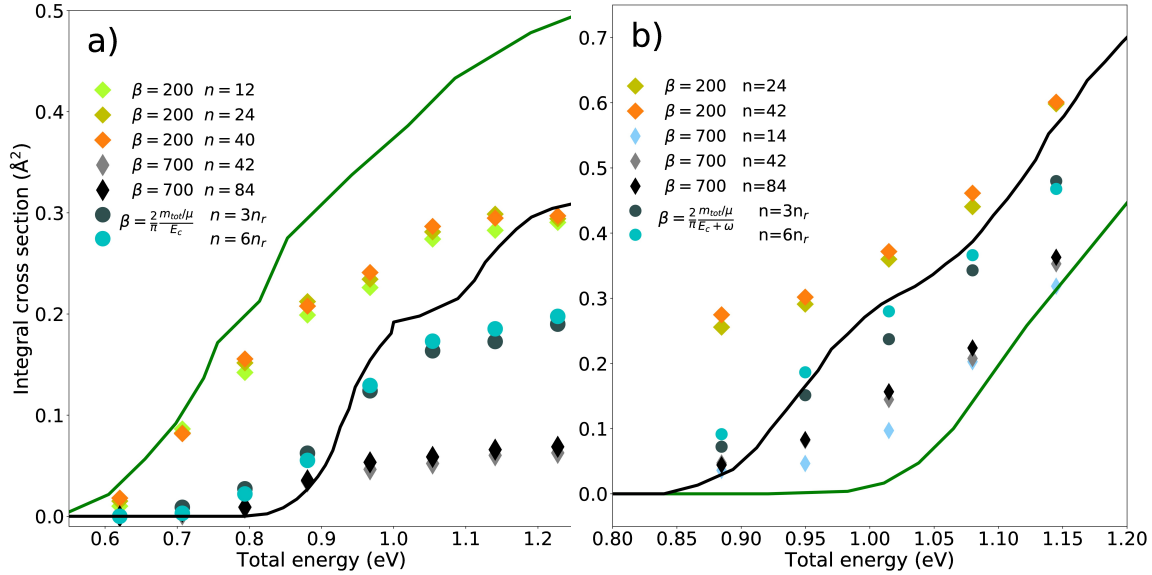 a)
β = 200 n = 12
β = 200 n = 24
β = 200 n = 40
β = 700 n = 42
β = 700 n = 84
β = 2/π (m_tot/μ)/E_c n = 3n_r
n = 6n_r
Integral cross section (Å²)
0.5
0.4
0.3
0.2
0.1
0.0
0.6 0.7 0.8 0.9 1.0 1.1 1.2
Total energy (eV)
b)
β = 200 n=24
β = 200 n=42
β = 700 n=14
β = 700 n=42
β = 700 n=84
β = 2/π (m_tot/μ)/(E_c + ω) n=3n_r
n=6n_r
0.7
0.6
0.5
0.4
0.3
0.2
0.1
0.0
0.80 0.85 0.90 0.95 1.00 1.05 1.10 1.15 1.20
Total energy (eV)